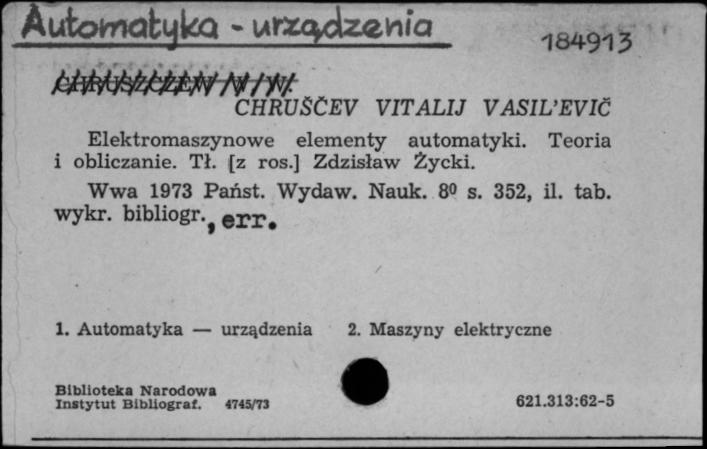 Automatyka - urządzenia
184913
CHRUSZCZEW W. W.
CHRUŠČEV VITALIJ VASIL'EVIČ
Elektromaszynowe elementy automatyki. Teoria
i obliczanie. Tł. [z ros.] Zdzisław Życki.
Wwa 1973 Państ. Wydaw. Nauk. 8º s. 352, il. tab.
wykr. bibliogr., err.
1. Automatyka — urządzenia 2. Maszyny elektryczne
Biblioteka Narodowa
Instytut Bibliograf. 4745/73
621.313:62-5